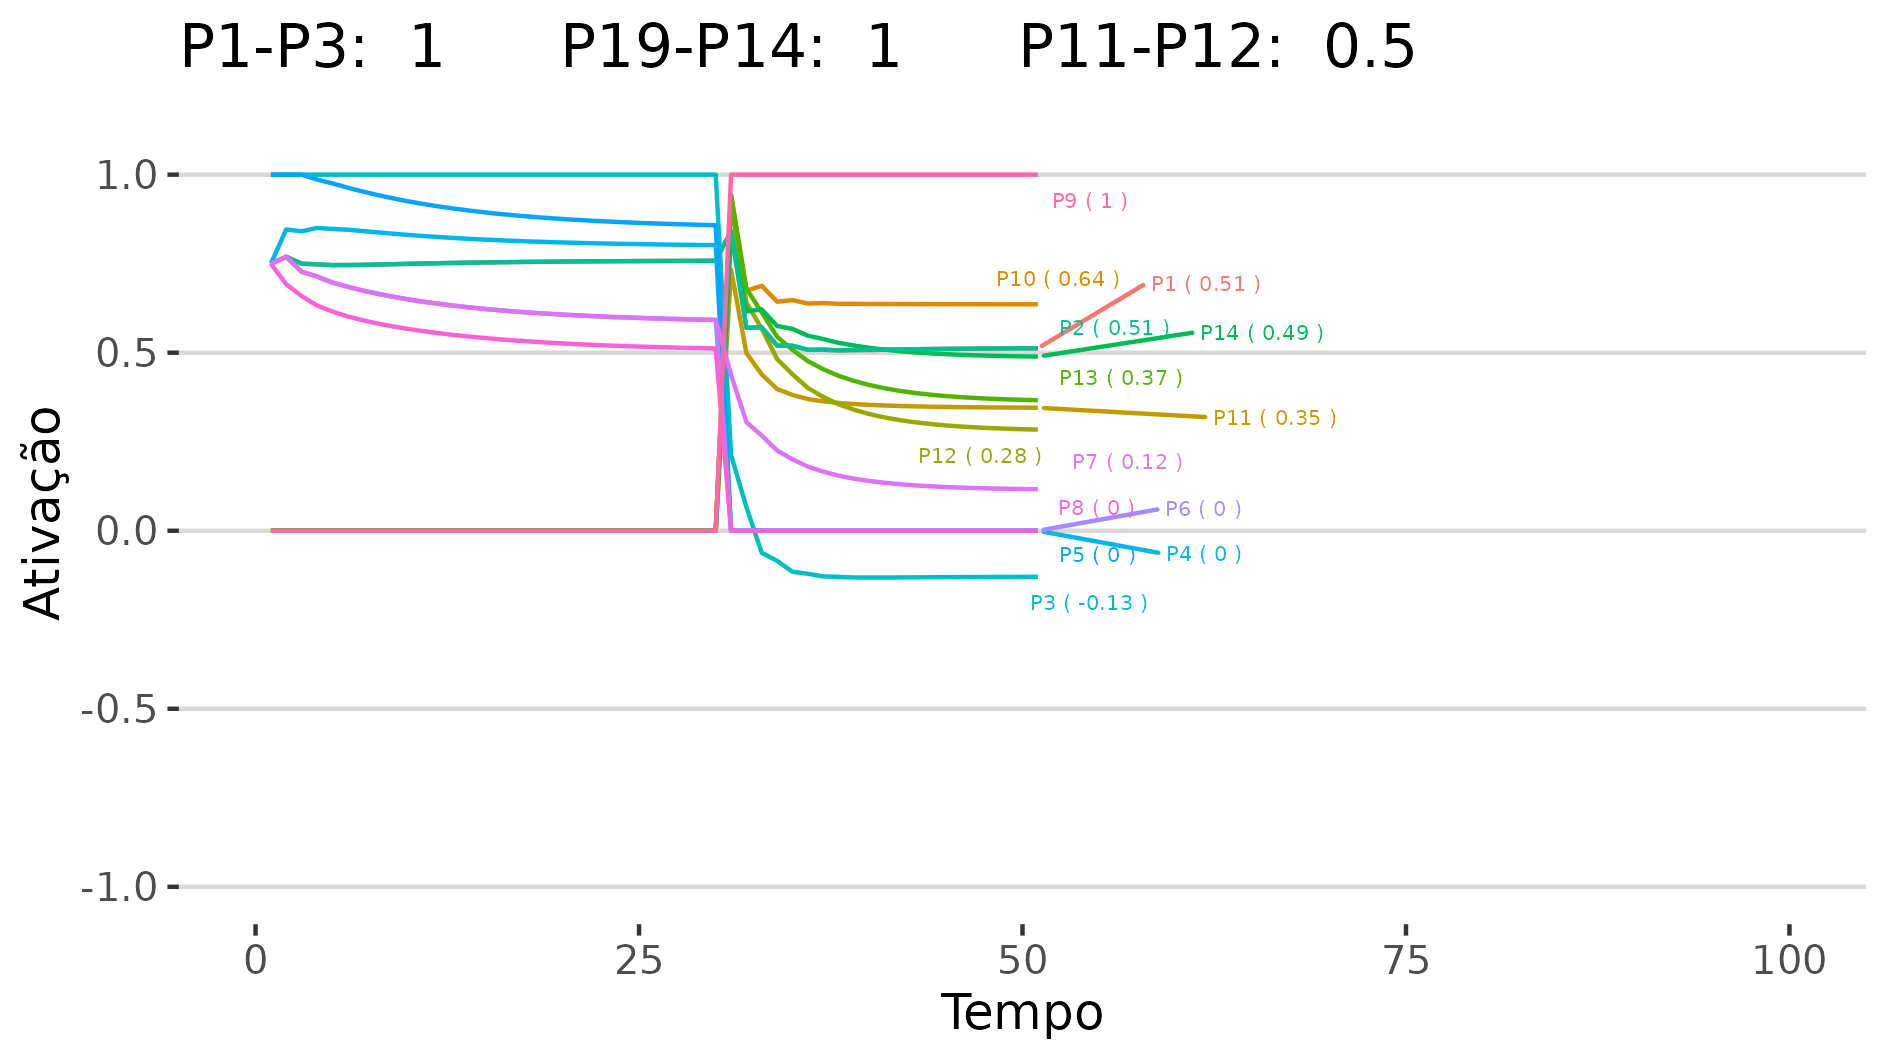 P1-P3: 1 P19-P14: 1 P11-P12: 0.5
1.0
P9 ( 1 )
P10 ( 0.64 )
P1 ( 0.51 )
P2 ( 0.51 )
P14 ( 0.49 )
0.5
P13 ( 0.37 )
P11 ( 0.35 )
P12 ( 0.28 )
P7 ( 0.12 )
P8 ( 0 )
P6 ( 0 )
0.0
P5 ( 0 )
P4 ( 0 )
P3 ( -0.13 )
-0.5
-1.0
Ativação
0 25 50 75 100
Tempo